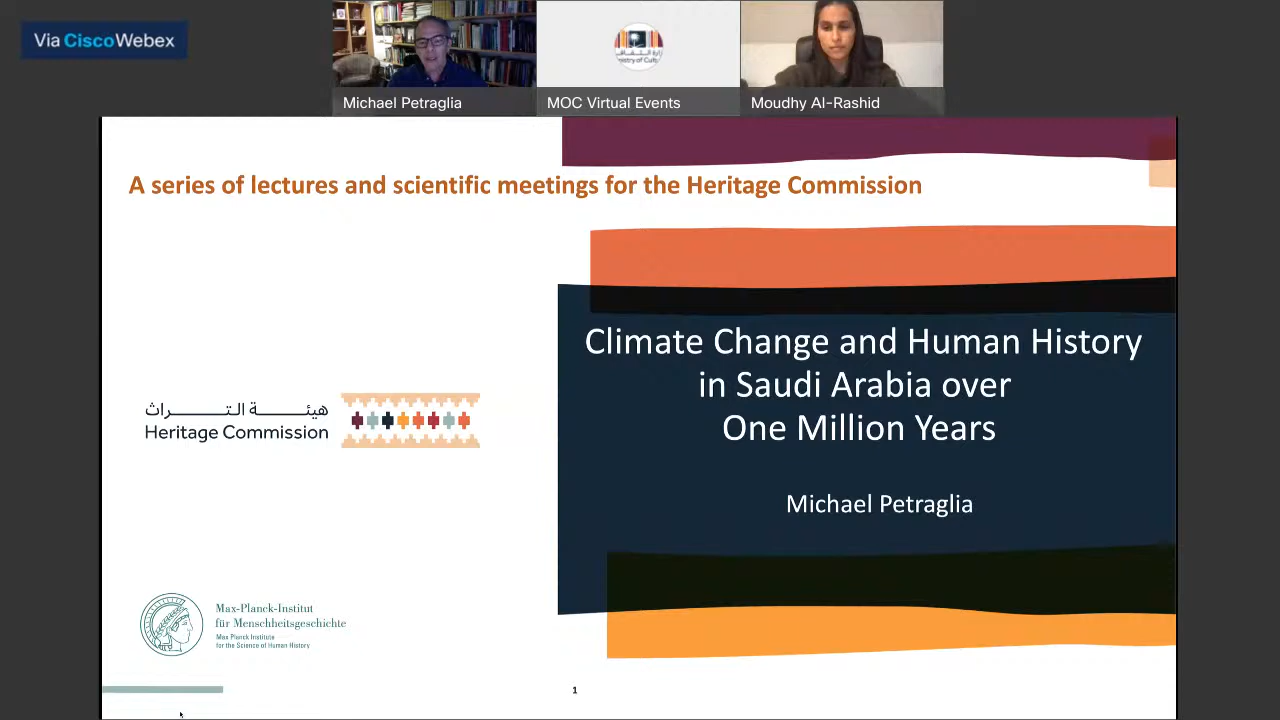 Via CiscoWebex
Michael Petraglia
MOC Virtual Events
Moudhy Al-Rashid
A series of lectures and scientific meetings for the Heritage Commission
Climate Change and Human History
in Saudi Arabia over
One Million Years
Michael Petraglia
هيئـــــة التــــــراث
Heritage Commission
Max-Planck-Institut
für Menschheitsgeschichte
Max Planck Institute
for the Science of Human History
1